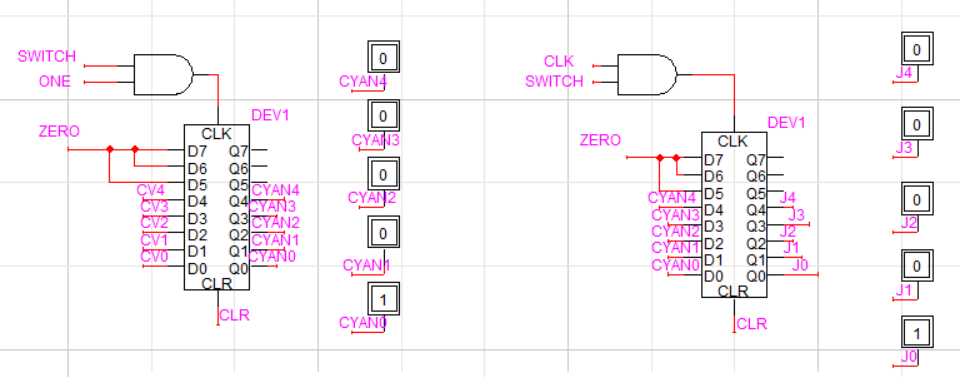 SWITCH
ONE
ZERO
DEV1
CLK
D7 Q7
D6 Q6
D5 Q5
CV4 D4 Q4 CYAN4
CV3 D3 Q3 CYAN3
CV2 D2 Q2 CYAN2
CV1 D1 Q1 CYAN1
CV0 D0 Q0 CYAN0
CLR
CLR
0
CYAN4
0
CYAN3
0
CYAN2
0
CYAN1
1
CYAN0
CLK
SWITCH
ZERO
DEV1
CLK
D7 Q7
D6 Q6
D5 Q5
CYAN4 D4 Q4 J4
CYAN3 D3 Q3 J3
CYAN2 D2 Q2 J2
CYAN1 D1 Q1 J1
CYAN0 D0 Q0 J0
CLR
CLR
0
J4
0
J3
0
J2
0
J1
1
J0